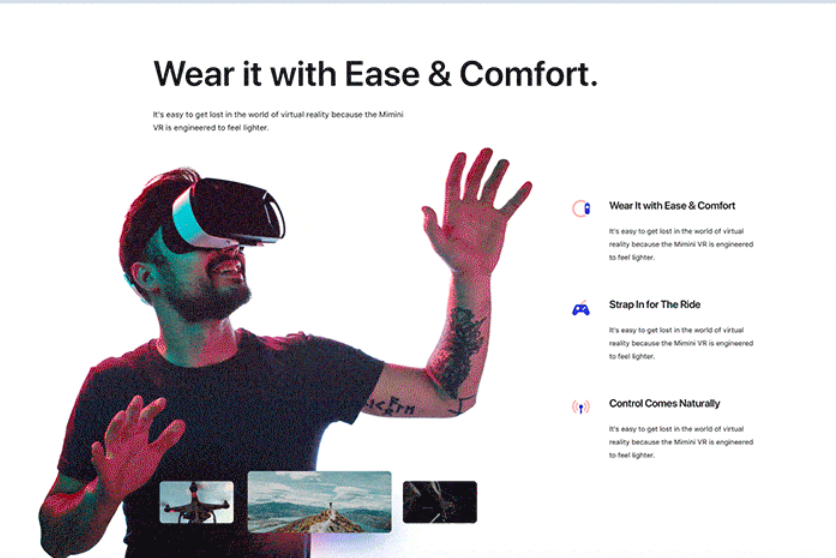 Wear it with Ease & Comfort.
It's easy to get lost in the world of virtual reality because the Mimini
VR is engineered to feel lighter.
Wear It with Ease & Comfort
It's easy to get lost in the world of virtual
reality because the Mimini VR is engineered
to feel lighter.
Strap In for The Ride
It's easy to get lost in the world of virtual
reality because the Mimini VR is engineered
to feel lighter.
Control Comes Naturally
It's easy to get lost in the world of virtual
reality because the Mimini VR is engineered
to feel lighter.